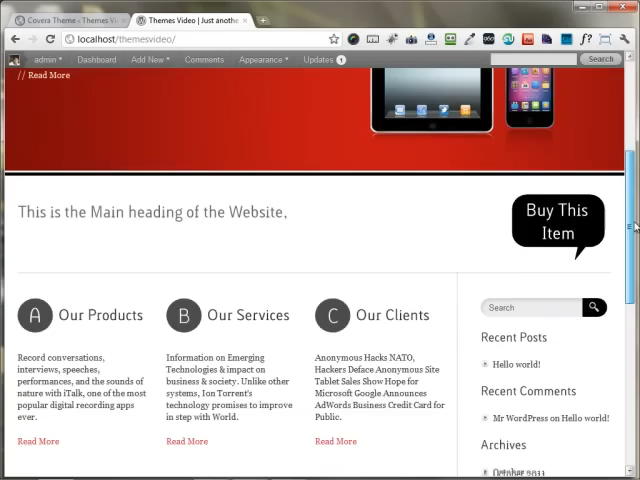 Covera Theme ‹ Themes Vi
Themes Video | Just anothe
localhost/themesvideo/
admin
Dashboard
Add New
Comments
Appearance
Updates 1
Search
// Read More
This is the Main heading of the Website,
Buy This
Item
A Our Products
B Our Services
C Our Clients
Record conversations,
interviews, speeches,
performances, and the sounds of
nature with iTalk, one of the most
popular digital recording apps
ever.
Read More
Information on Emerging
Technologies & impact on
business & society. Unlike other
systems, Ion Torrent's
technology promises to improve
in step with World.
Read More
Anonymous Hacks NATO,
Hackers Deface Anonymous Site
Tablet Sales Show Hope for
Microsoft Google Announces
AdWords Business Credit Card for
Public.
Read More
Search
Recent Posts
Hello world!
Recent Comments
Mr WordPress on Hello world!
Archives
October 2011